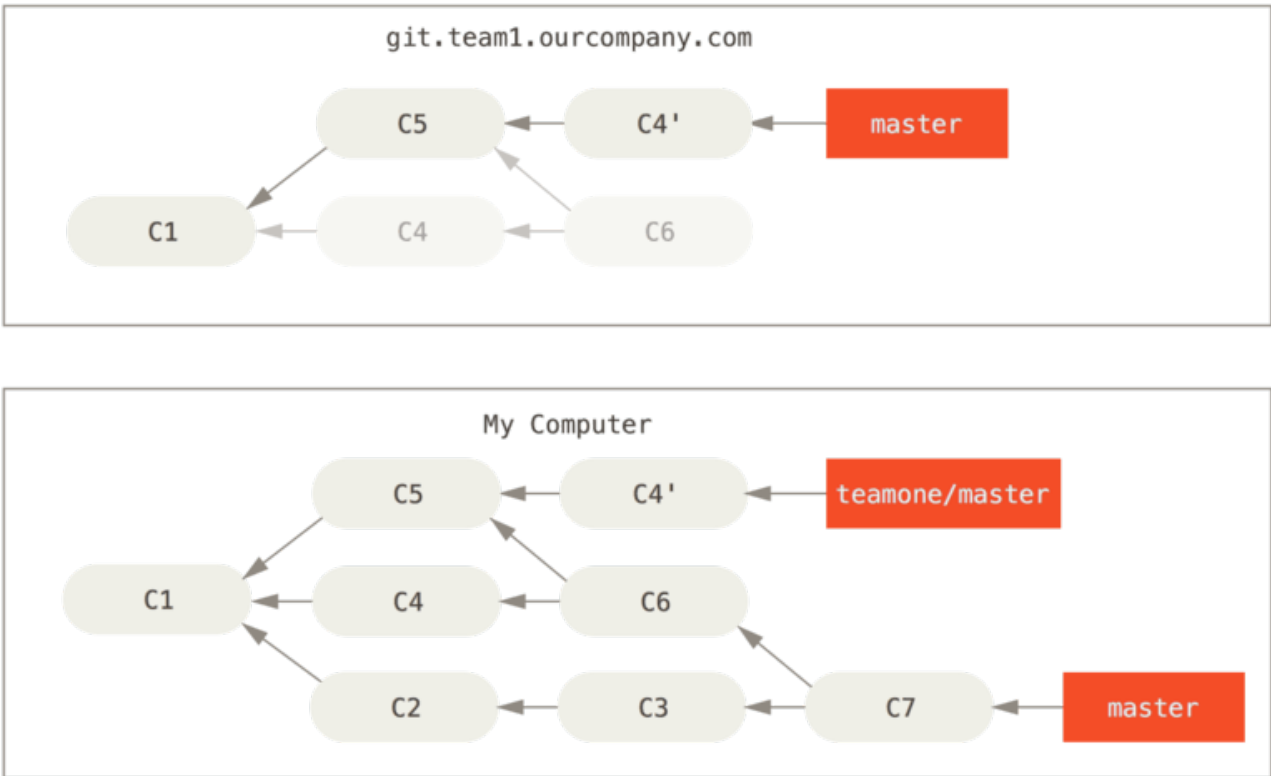 git.team1.ourcompany.com
C5 C4' master
C1 C4 C6
My Computer
C5 C4' teamone/master
C1 C4 C6
C2 C3 C7 master